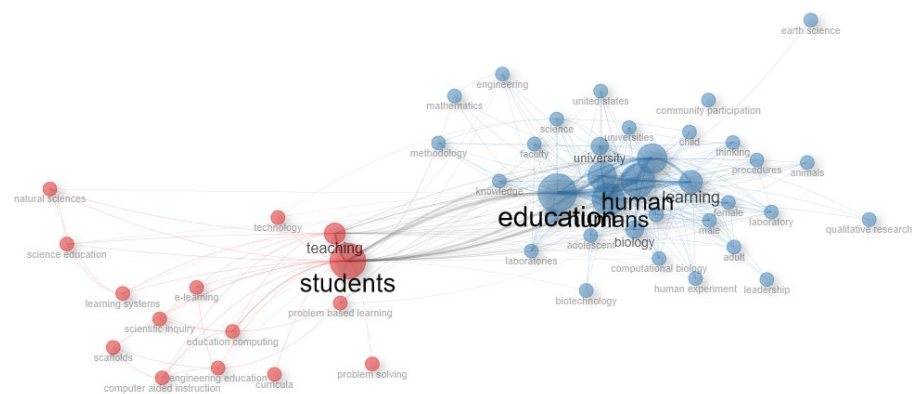 earth science
engineering
mathematics
united states
community participation
science
universities
child
methodology
faculty
university
thinking
procedures
animals
natural sciences
knowledge
learning
human
education
humans
female
laboratory
male
qualitative research
technology
teaching
science education
adolescent
biology
adult
laboratories
computational biology
students
learning systems
e-learning
problem based learning
biotechnology
human experiment
leadership
scientific inquiry
education computing
scaffolds
engineering education
curricula
problem solving
computer aided instruction